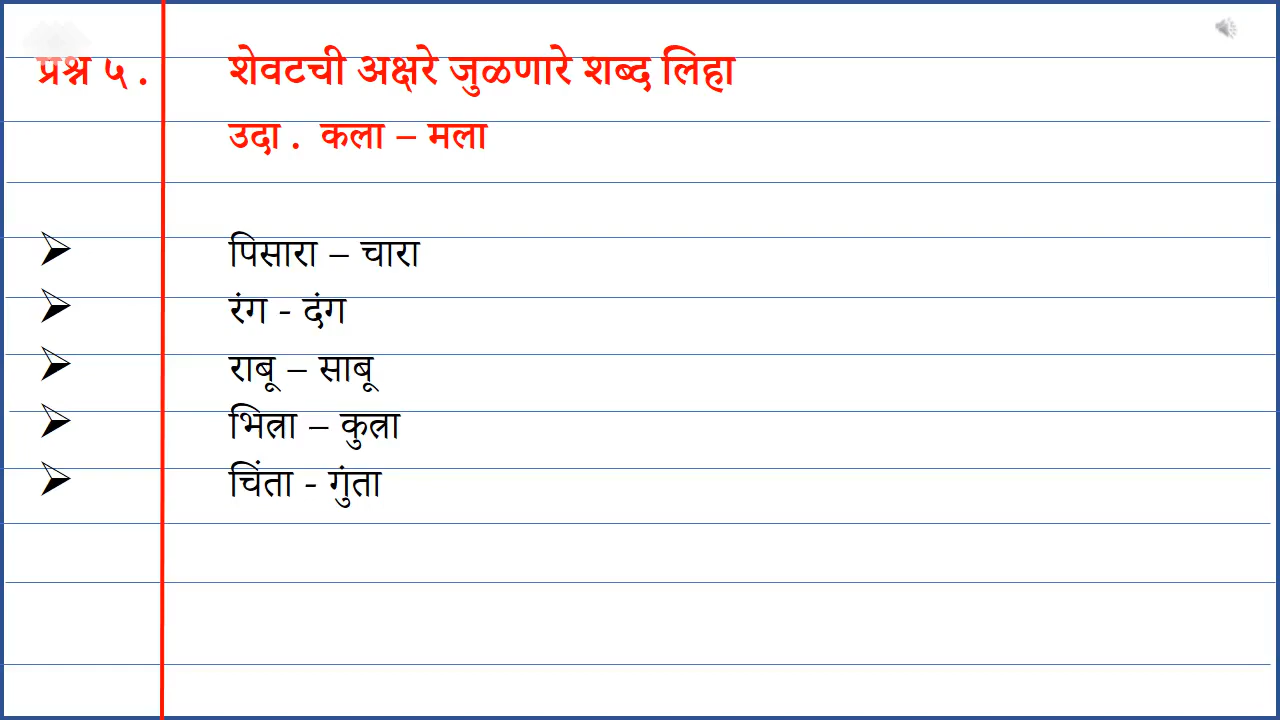 प्रश्न ५ . शेवटची अक्षरे जुळणारे शब्द लिहा
उदा . कला – मला
पिसारा – चारा
रंग - दंग
राबू – साबू
भित्रा – कुत्रा
चिंता - गुंता